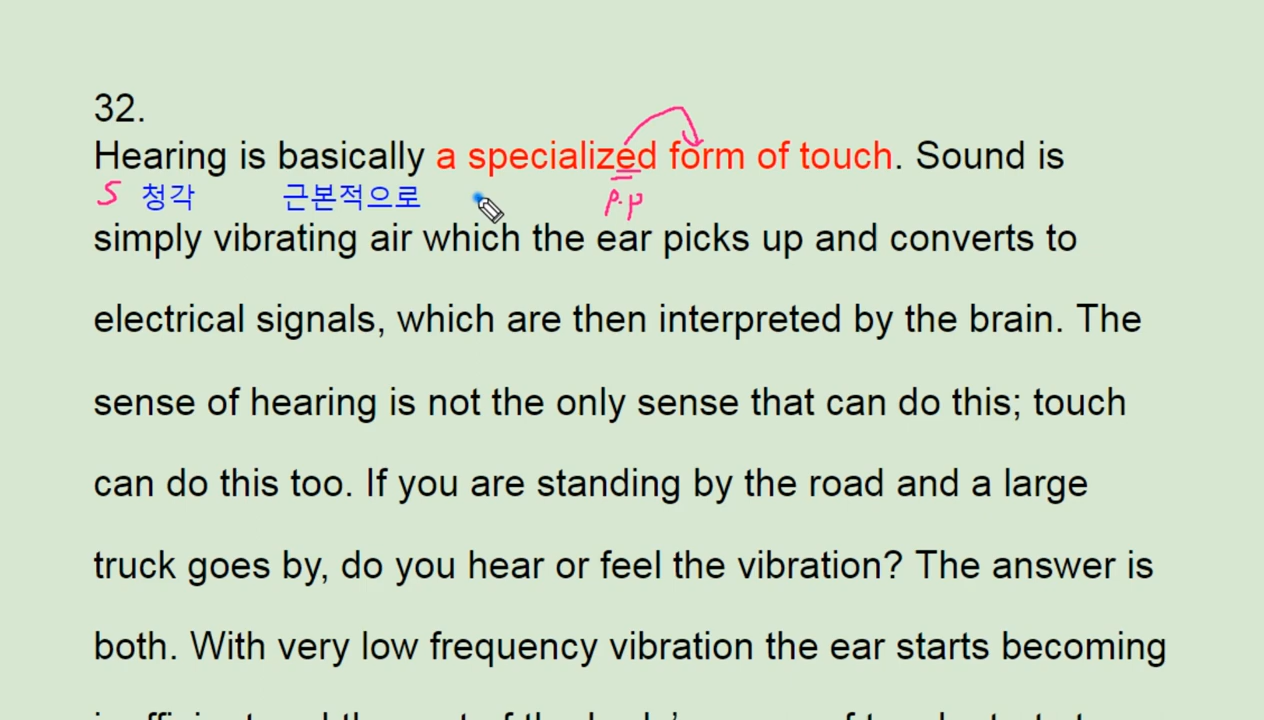 32.
Hearing is basically a specialized form of touch. Sound is
S 청각 근본적으로 p.p
simply vibrating air which the ear picks up and converts to
electrical signals, which are then interpreted by the brain. The
sense of hearing is not the only sense that can do this; touch
can do this too. If you are standing by the road and a large
truck goes by, do you hear or feel the vibration? The answer is
both. With very low frequency vibration the ear starts becoming